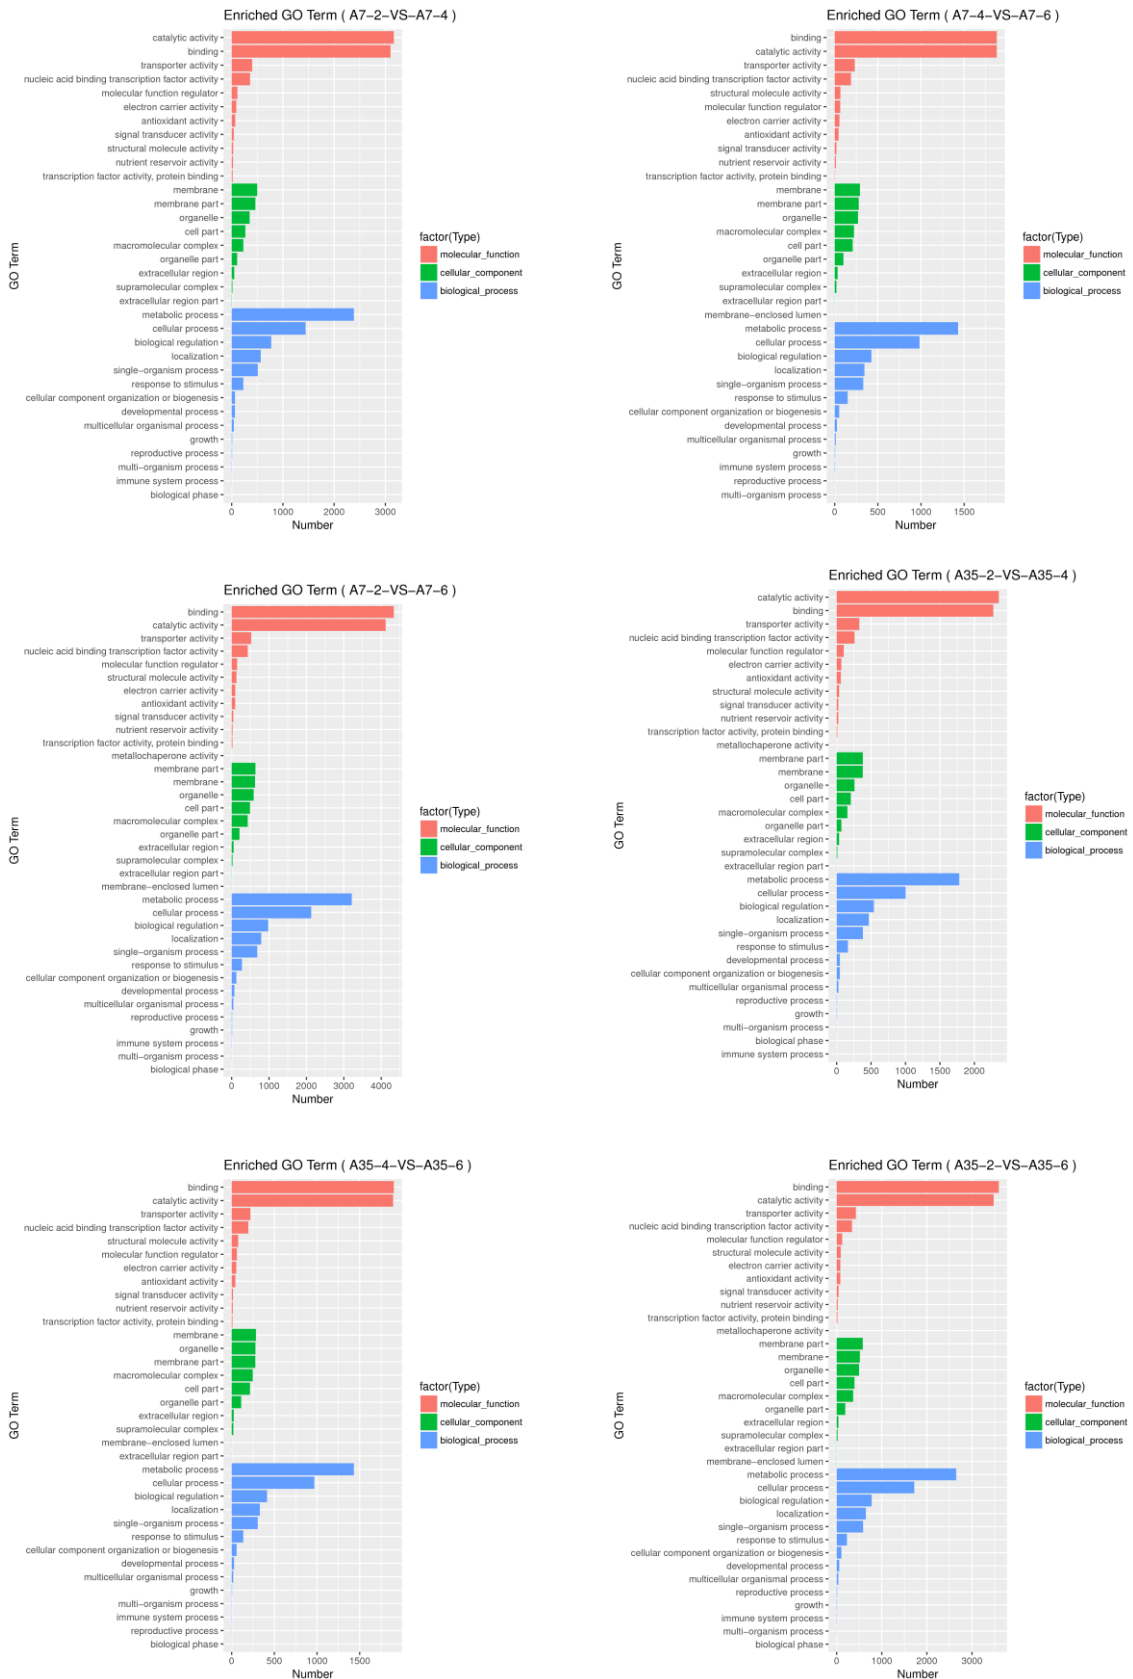 Enriched GO Term ( A7−2−VS−A7−4 )
GO Term
catalytic activity
binding
transporter activity
nucleic acid binding transcription factor activity
molecular function regulator
electron carrier activity
antioxidant activity
signal transducer activity
structural molecule activity
nutrient reservoir activity
transcription factor activity, protein binding
membrane
membrane part
organelle
cell part
macromolecular complex
organelle part
extracellular region
supramolecular complex
extracellular region part
metabolic process
cellular process
biological regulation
localization
single−organism process
response to stimulus
cellular component organization or biogenesis
developmental process
multicellular organismal process
growth
reproductive process
multi−organism process
immune system process
biological phase
0 1000 2000 3000
Number
factor(Type)
molecular_function
cellular_component
biological_process
Enriched GO Term ( A7−4−VS−A7−6 )
GO Term
binding
catalytic activity
transporter activity
nucleic acid binding transcription factor activity
structural molecule activity
molecular function regulator
electron carrier activity
antioxidant activity
signal transducer activity
nutrient reservoir activity
transcription factor activity, protein binding
membrane
membrane part
organelle
macromolecular complex
cell part
organelle part
extracellular region
supramolecular complex
extracellular region part
membrane−enclosed lumen
metabolic process
cellular process
biological regulation
localization
single−organism process
response to stimulus
cellular component organization or biogenesis
developmental process
multicellular organismal process
growth
immune system process
reproductive process
multi−organism process
0 500 1000 1500
Number
factor(Type)
molecular_function
cellular_component
biological_process
Enriched GO Term ( A7−2−VS−A7−6 )
GO Term
binding
catalytic activity
transporter activity
nucleic acid binding transcription factor activity
molecular function regulator
structural molecule activity
electron carrier activity
antioxidant activity
signal transducer activity
nutrient reservoir activity
transcription factor activity, protein binding
metallochaperone activity
membrane part
membrane
organelle
cell part
macromolecular complex
organelle part
extracellular region
supramolecular complex
extracellular region part
membrane−enclosed lumen
metabolic process
cellular process
biological regulation
localization
single−organism process
response to stimulus
cellular component organization or biogenesis
developmental process
multicellular organismal process
reproductive process
growth
immune system process
multi−organism process
biological phase
0 1000 2000 3000 4000
Number
factor(Type)
molecular_function
cellular_component
biological_process
Enriched GO Term ( A35−2−VS−A35−4 )
GO Term
catalytic activity
binding
transporter activity
nucleic acid binding transcription factor activity
molecular function regulator
electron carrier activity
antioxidant activity
structural molecule activity
signal transducer activity
nutrient reservoir activity
transcription factor activity, protein binding
metallochaperone activity
membrane part
membrane
organelle
cell part
macromolecular complex
organelle part
extracellular region
supramolecular complex
extracellular region part
metabolic process
cellular process
biological regulation
localization
single−organism process
response to stimulus
developmental process
cellular component organization or biogenesis
multicellular organismal process
reproductive process
growth
multi−organism process
biological phase
immune system process
0 500 1000 1500 2000
Number
factor(Type)
molecular_function
cellular_component
biological_process
Enriched GO Term ( A35−4−VS−A35−6 )
GO Term
binding
catalytic activity
transporter activity
nucleic acid binding transcription factor activity
structural molecule activity
molecular function regulator
electron carrier activity
antioxidant activity
signal transducer activity
nutrient reservoir activity
transcription factor activity, protein binding
membrane
organelle
membrane part
macromolecular complex
cell part
organelle part
extracellular region
supramolecular complex
membrane−enclosed lumen
extracellular region part
metabolic process
cellular process
biological regulation
localization
single−organism process
response to stimulus
cellular component organization or biogenesis
developmental process
multicellular organismal process
growth
multi−organism process
immune system process
reproductive process
biological phase
0 500 1000 1500
Number
factor(Type)
molecular_function
cellular_component
biological_process
Enriched GO Term ( A35−2−VS−A35−6 )
GO Term
binding
catalytic activity
transporter activity
nucleic acid binding transcription factor activity
molecular function regulator
structural molecule activity
electron carrier activity
antioxidant activity
signal transducer activity
nutrient reservoir activity
transcription factor activity, protein binding
metallochaperone activity
membrane part
membrane
organelle
cell part
macromolecular complex
organelle part
extracellular region
supramolecular complex
extracellular region part
membrane−enclosed lumen
metabolic process
cellular process
biological regulation
localization
single−organism process
response to stimulus
cellular component organization or biogenesis
developmental process
multicellular organismal process
reproductive process
growth
immune system process
multi−organism process
biological phase
0 1000 2000 3000
Number
factor(Type)
molecular_function
cellular_component
biological_process